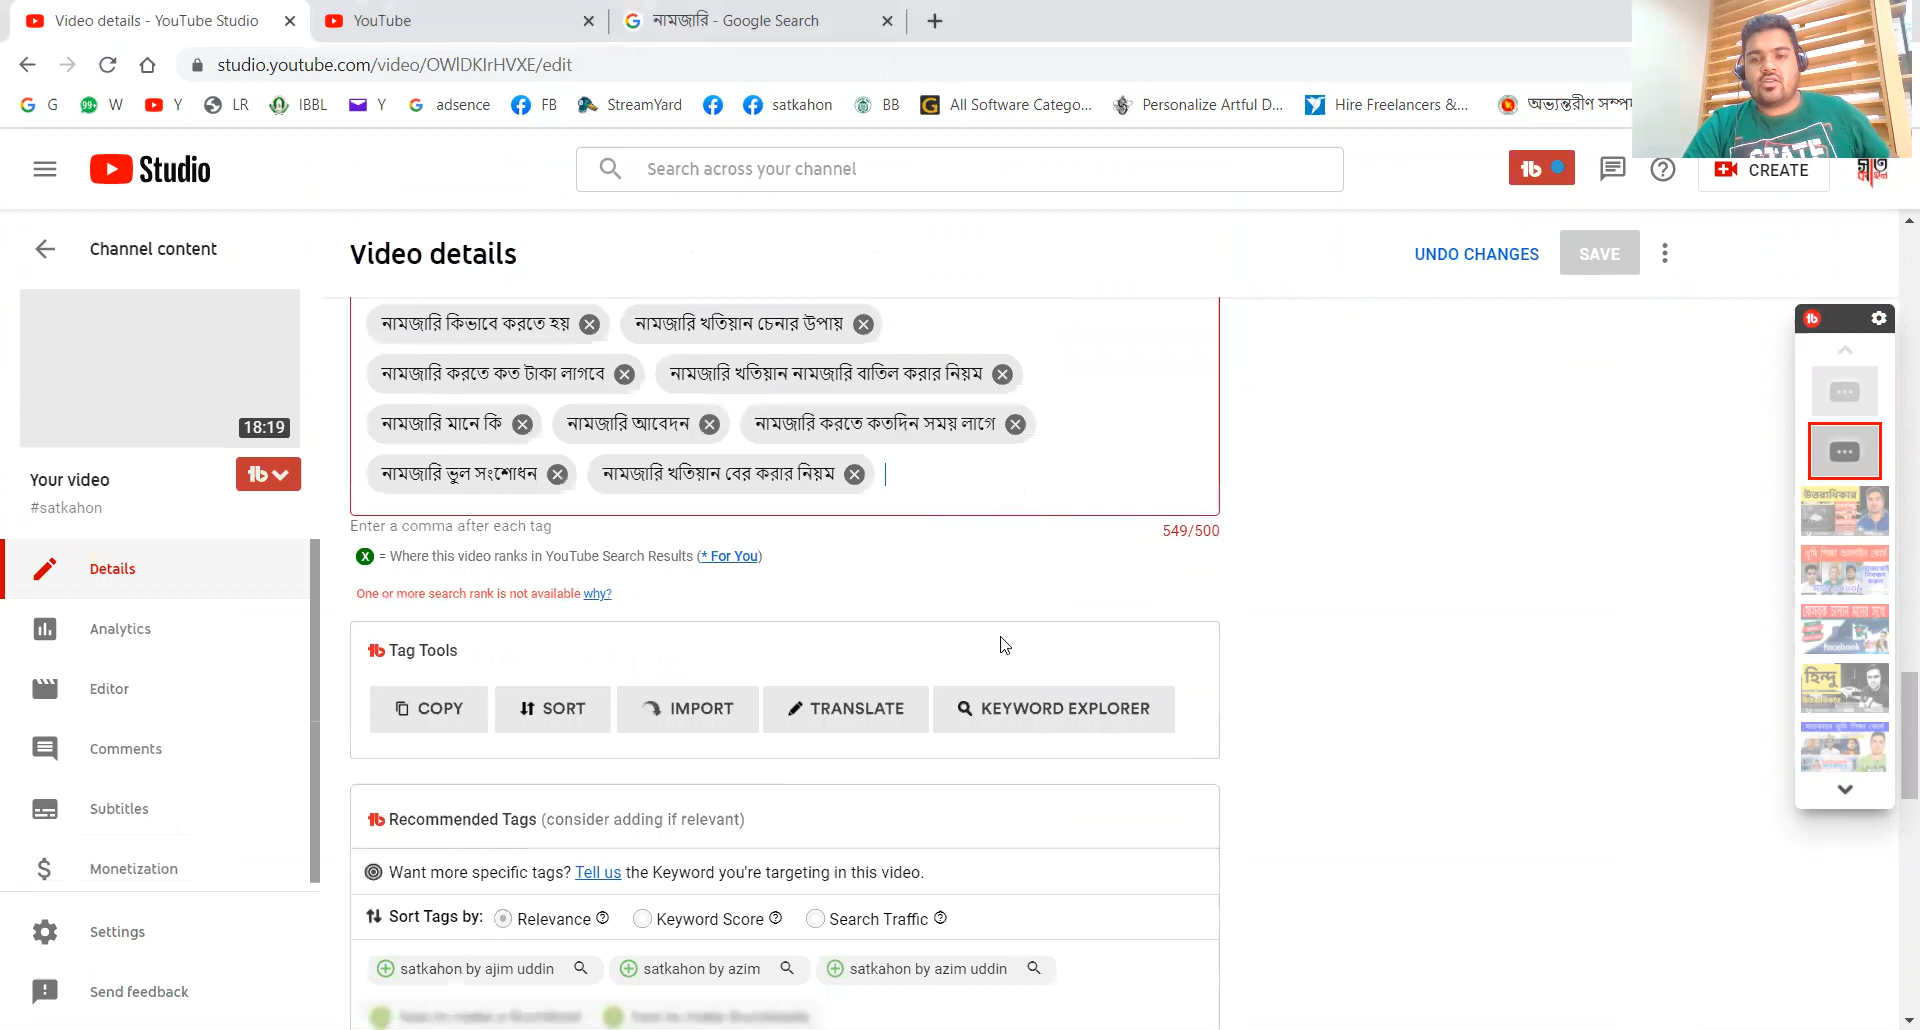 Video details - YouTube Studio
YouTube
নামজারি - Google Search
studio.youtube.com/video/OWlDKIrHVXE/edit
G
W
Y
LR
IBBL
Y
adsence
FB
StreamYard
satkahon
BB
All Software Catego...
Personalize Artful D...
Hire Freelancers &...
অভ্যন্তরীণ সম্প
Studio
Search across your channel
CREATE
Channel content
Video details
UNDO CHANGES
SAVE
নামজারি কিভাবে করতে হয়
নামজারি খতিয়ান চেনার উপায়
নামজারি করতে কত টাকা লাগবে
নামজারি খতিয়ান নামজারি বাতিল করার নিয়ম
নামজারি মানে কি
নামজারি আবেদন
নামজারি করতে কতদিন সময় লাগে
নামজারি ভুল সংশোধন
নামজারি খতিয়ান বের করার নিয়ম
Enter a comma after each tag
549/500
X = Where this video ranks in YouTube Search Results (* For You)
One or more search rank is not available why?
Tag Tools
COPY
SORT
IMPORT
TRANSLATE
KEYWORD EXPLORER
Recommended Tags (consider adding if relevant)
Want more specific tags? Tell us the Keyword you're targeting in this video.
Sort Tags by:
Relevance
Keyword Score
Search Traffic
satkahon by ajim uddin
satkahon by azim
satkahon by azim uddin
18:19
Your video
#satkahon
Details
Analytics
Editor
Comments
Subtitles
Monetization
Settings
Send feedback
উত্তরাধিকার
facebook
হিন্দু